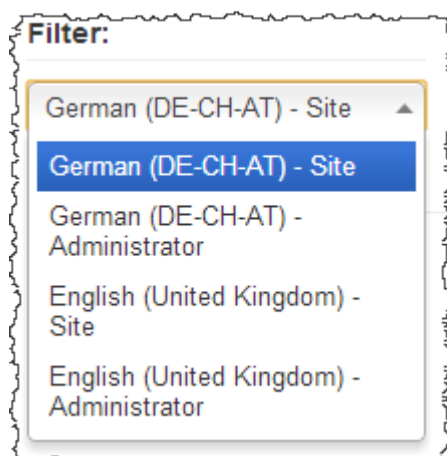 Filter:
German (DE-CH-AT) - Site
German (DE-CH-AT) - Site
German (DE-CH-AT) -
Administrator
English (United Kingdom) -
Site
English (United Kingdom) -
Administrator